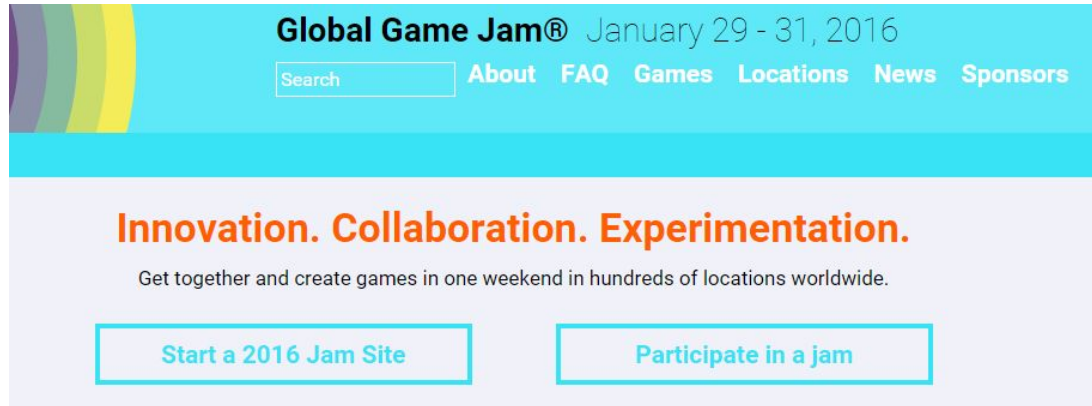 Global Game Jam® January 29 - 31, 2016
Search About FAQ Games Locations News Sponsors
Innovation. Collaboration. Experimentation.
Get together and create games in one weekend in hundreds of locations worldwide.
Start a 2016 Jam Site Participate in a jam